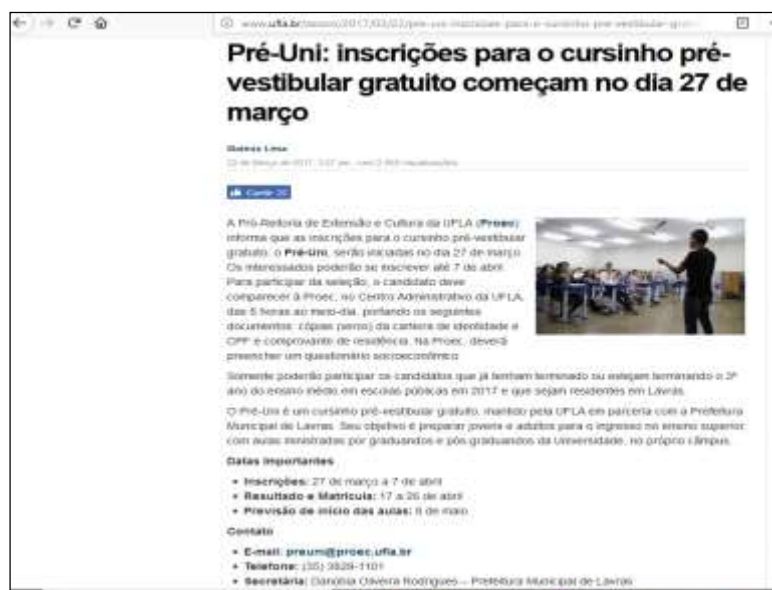 www.ufla.br
Pré-Uni: inscrições para o cursinho pré-
vestibular gratuito começam no dia 27 de
março
A Pró-Reitoria de Extensão e Cultura da UFLA (Proec)
informa que as inscrições para o cursinho pré-vestibular
gratuito, o Pré-Uni, serão iniciadas no dia 27 de março.
Os interessados poderão se inscrever até 7 de abril.
Para participar da seleção, o candidato deve
comparecer à Proec, no Centro Administrativo da UFLA,
das horas ao meio-dia, portando os seguintes
documentos: cópias (xerox) da carteira de identidade e
CPF e comprovante de residência. Na Proec, deverá
preencher um questionário socioeconômico.
Somente poderão participar os candidatos que já tenham terminado ou estejam terminando o 3º
ano do ensino médio em escolas públicas em 2017 e que sejam residentes em Lavras.
O Pré-Uni é um cursinho pré-vestibular gratuito, mantido pela UFLA em parceria com a Prefeitura
Municipal de Lavras. Seu objetivo é preparar jovens e adultos para o ingresso no ensino superior
com aulas ministradas por graduandos e pós graduandos da Universidade, no próprio câmpus.
Datas importantes
• Inscrições: 27 de março a 7 de abril
• Resultado e Matrícula: 17 a 26 de abril
• Previsão de início das aulas: 8 de maio
Contato
• E-mail: preuni@proec.ufla.br
• Telefone: (35) 3829-1101
• Secretária: Oliveira Rodrigues – Prefeitura Municipal de Lavras